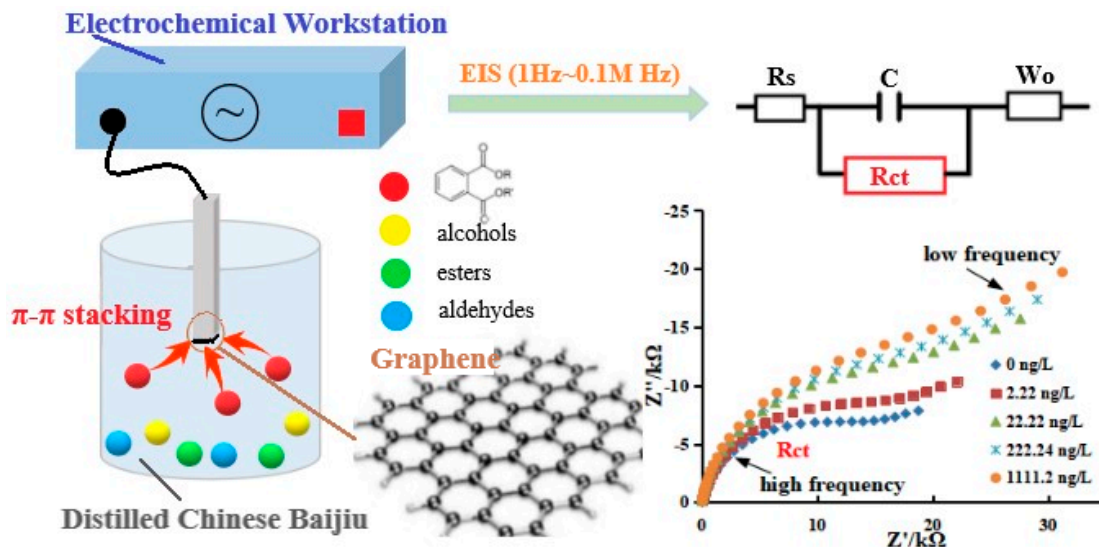 Electrochemical Workstation
EIS (1Hz~0.1M Hz)
Rs
C
Wo
Rct
O
OR
OR'
O
alcohols
esters
aldehydes
π-π stacking
Graphene
Distilled Chinese Baijiu
-25
-20
-15
-10
-5
0
Z''/kΩ
low frequency
0 ng/L
2.22 ng/L
22.22 ng/L
222.24 ng/L
1111.2 ng/L
Rct
high frequency
0
10
20
30
Z'/kΩ